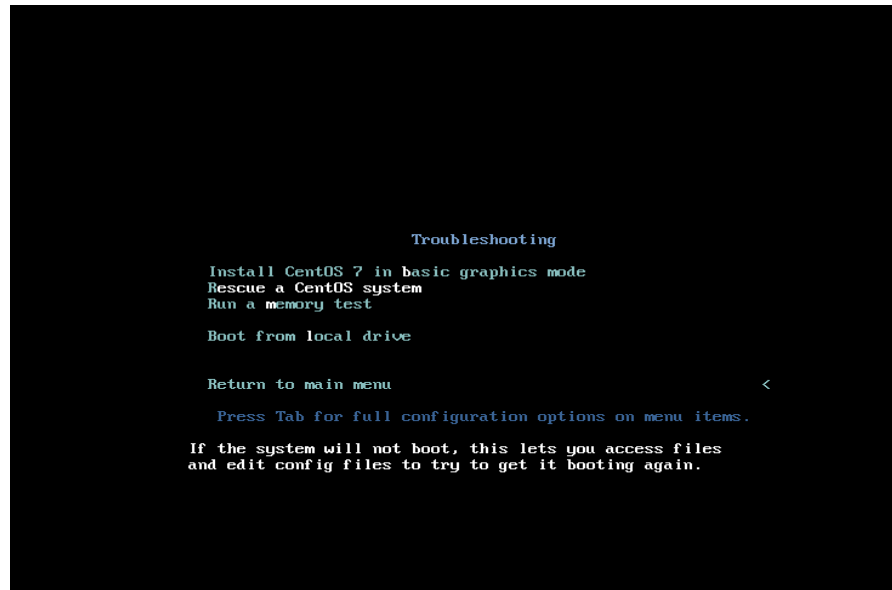 Troubleshooting
Install CentOS 7 in basic graphics mode
Rescue a CentOS system
Run a memory test
Boot from local drive
Return to main menu <
Press Tab for full configuration options on menu items.
If the system will not boot, this lets you access files
and edit config files to try to get it booting again.